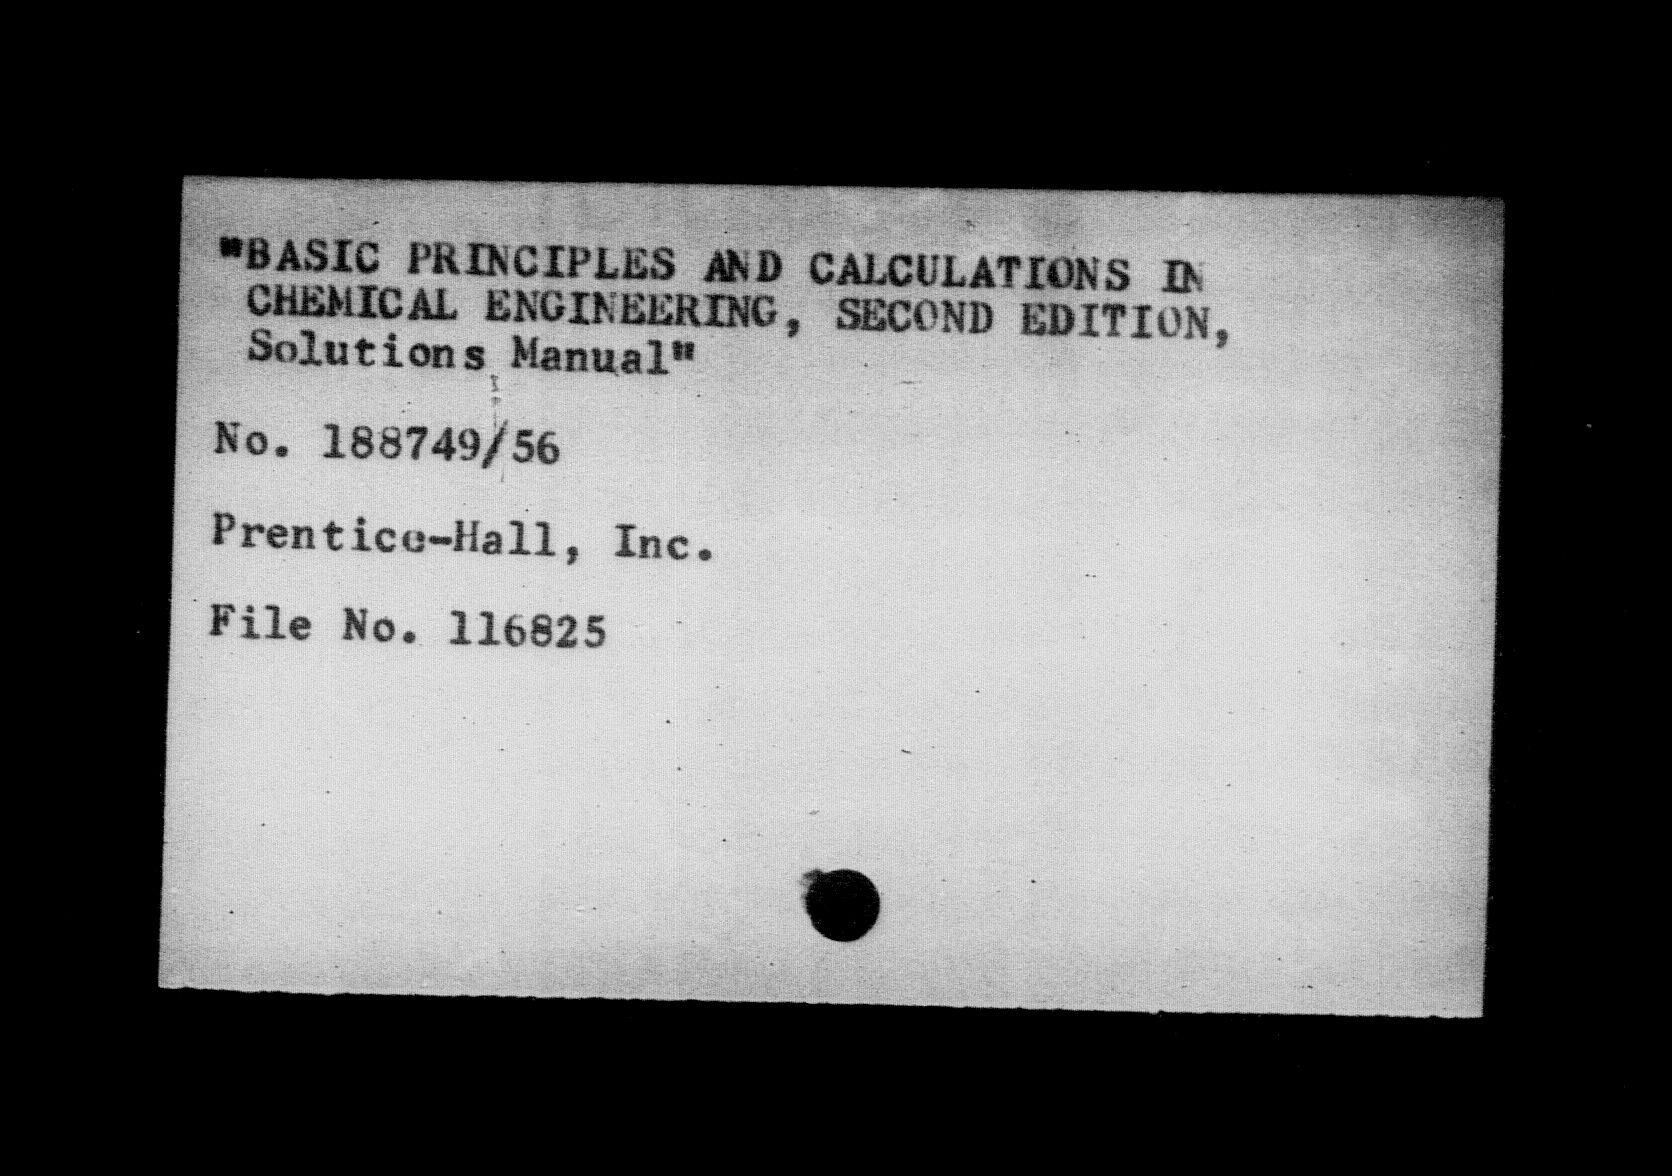 "BASIC PRINCIPLES AND CALCULATIONS IN
CHEMICAL ENGINEERING, SECOND EDITION,
Solutions Manual"
No. 188749/56
Prentice-Hall, Inc.
File No. 116825